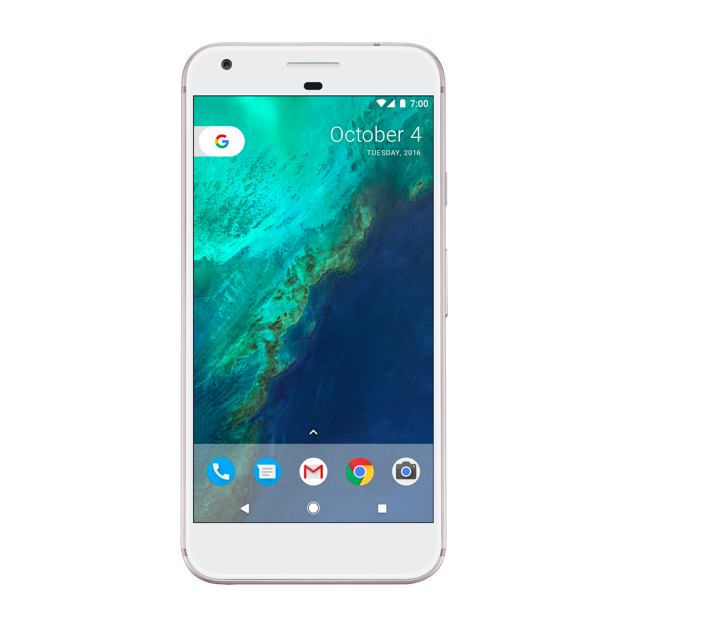 7:00
G
October 4
TUESDAY, 2016